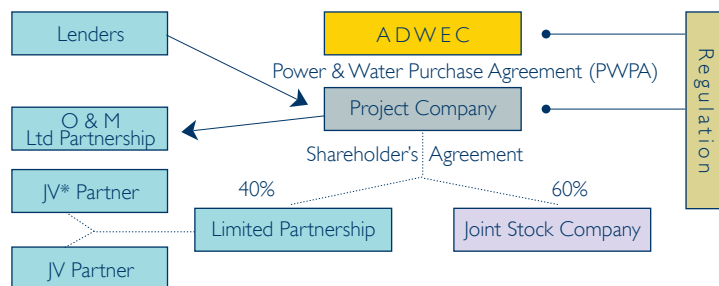 Lenders
ADWEC
Regulation
Power & Water Purchase Agreement (PWPA)
Project Company
O & M
Ltd Partnership
Shareholder's Agreement
40%
60%
JV* Partner
Limited Partnership
Joint Stock Company
JV Partner